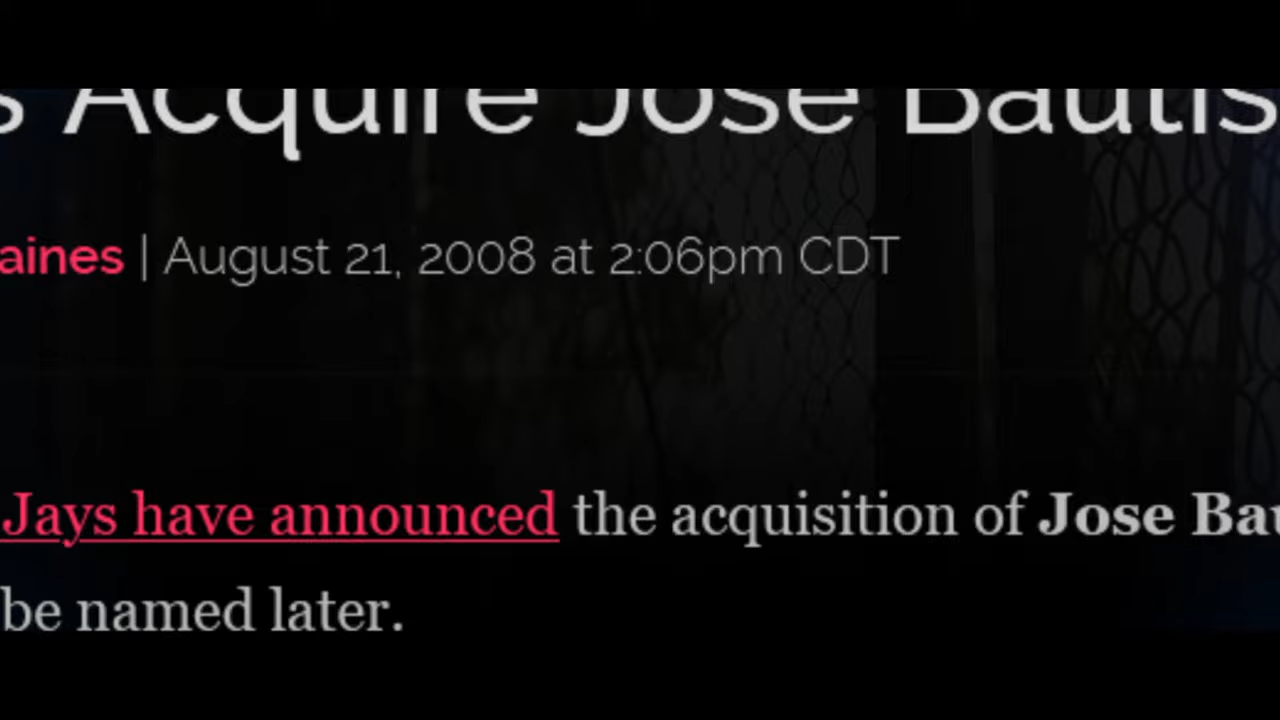 s Acquire Jose Bautis
aines | August 21, 2008 at 2:06pm CDT
Jays have announced the acquisition of Jose Bau
be named later.